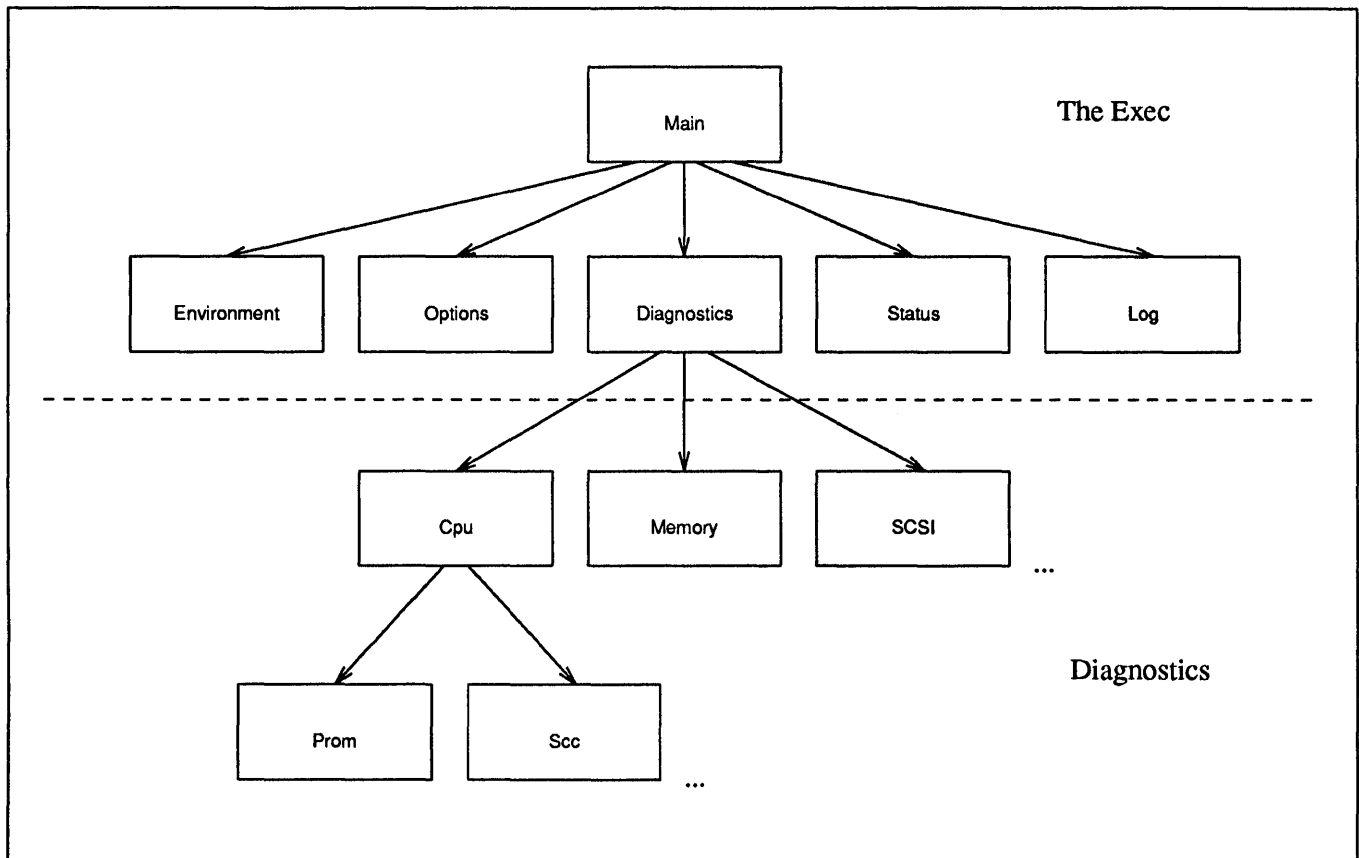 The Exec
Main
Environment
Options
Diagnostics
Status
Log
Cpu
Memory
SCSI
...
Diagnostics
Prom
Scc
...